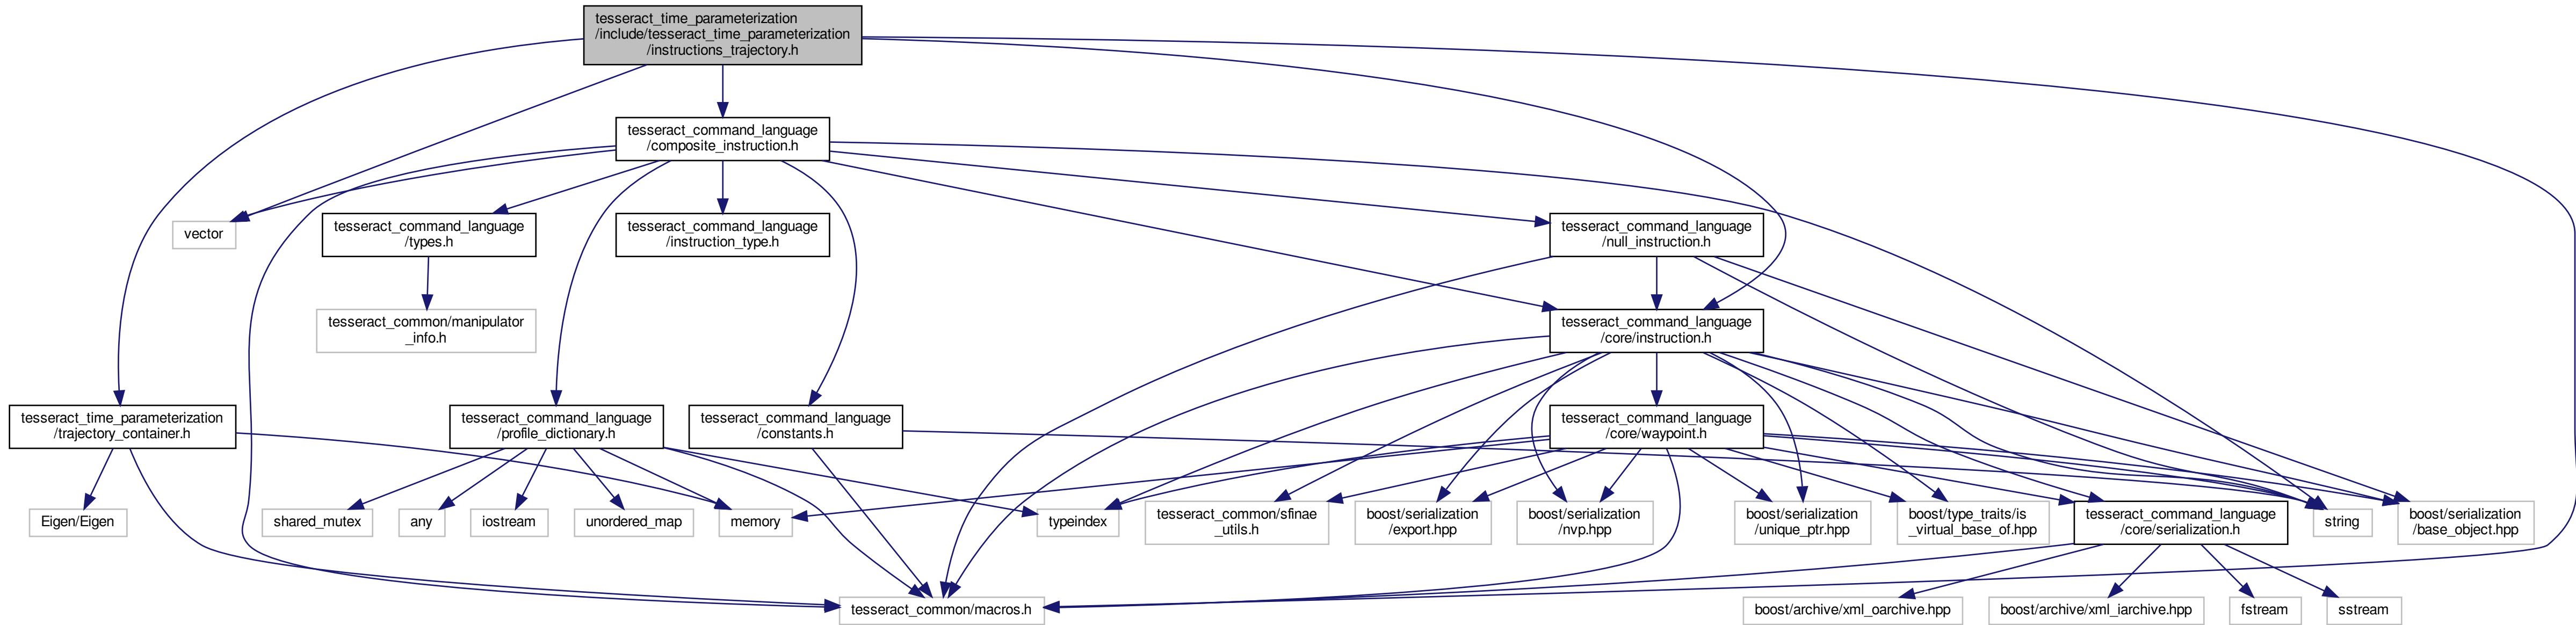 tesseract_time_parameterization
/include/tesseract_time_parameterization
/instructions_trajectory.h
tesseract_command_language
/composite_instruction.h
vector
tesseract_command_language
/types.h
tesseract_command_language
/instruction_type.h
tesseract_command_language
/null_instruction.h
tesseract_common/manipulator
_info.h
tesseract_command_language
/core/instruction.h
tesseract_time_parameterization
/trajectory_container.h
tesseract_command_language
/profile_dictionary.h
tesseract_command_language
/constants.h
tesseract_command_language
/core/waypoint.h
Eigen/Eigen
shared_mutex
any
iostream
unordered_map
memory
typeindex
tesseract_common/sfinae
_utils.h
boost/serialization
/export.hpp
boost/serialization
/nvp.hpp
boost/serialization
/unique_ptr.hpp
boost/type_traits/is
_virtual_base_of.hpp
tesseract_command_language
/core/serialization.h
string
boost/serialization
/base_object.hpp
tesseract_common/macros.h
boost/archive/xml_oarchive.hpp
boost/archive/xml_iarchive.hpp
fstream
sstream